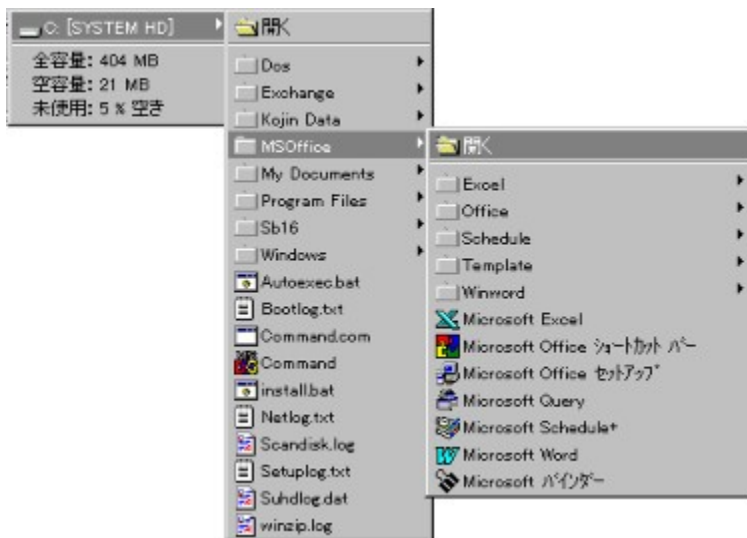 C: [SYSTEM HD]
全容量: 404 MB
空容量: 21 MB
未使用: 5 % 空き
開く
Dos
Exchange
Kojin Data
MSOffice
My Documents
Program Files
Sb16
Windows
Autoexec.bat
Bootlog.txt
Command.com
Command
install.bat
Netlog.txt
Scandisk.log
Setuplog.txt
Suhdlog.dat
winzip.log
開く
Excel
Office
Schedule
Template
Winword
Microsoft Excel
Microsoft Office ｼｮｰﾄｶｯﾄ ﾊﾞｰ
Microsoft Office ｾｯﾄｱｯﾌﾟ
Microsoft Query
Microsoft Schedule+
Microsoft Word
Microsoft ﾊﾞｲﾝﾀﾞｰ